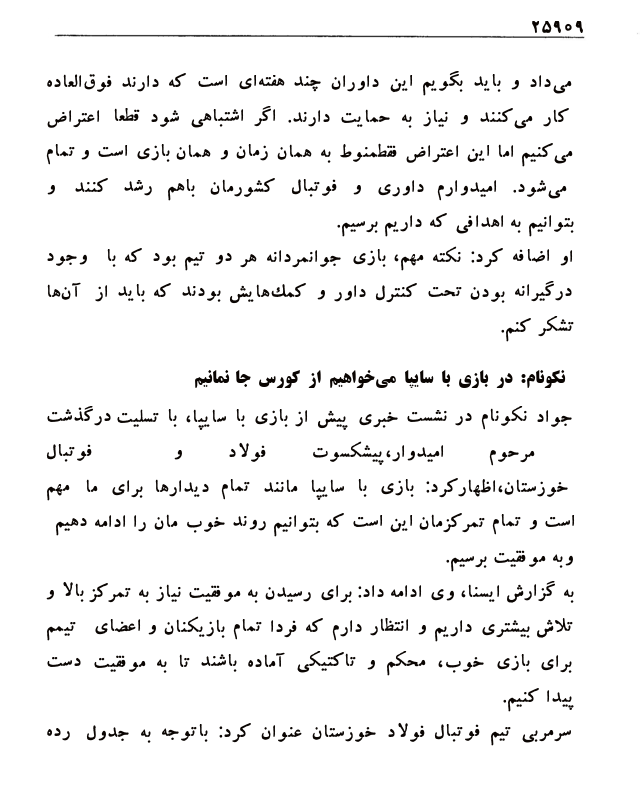 ۲۵۹۰۹
می‌داد و باید بگویم این داوران چند هفته‌ای است که دارند فوق‌العاده
کار می‌کنند و نیاز به حمایت دارند. اگر اشتباهی شود قطعا اعتراض
می‌کنیم اما این اعتراض فقطمنوط به همان زمان و همان بازی است و تمام
می‌شود. امیدوارم داوری و فوتبال کشورمان باهم رشد کنند و
بتوانیم به اهدافی که داریم برسیم.
او اضافه کرد: نکته مهم، بازی جوانمردانه هر دو تیم بود که با وجود
درگیرانه بودن تحت کنترل داور و کمك‌هایش بودند که باید از آن‌ها
تشکر کنم.
نکونام: در بازی با سایپا می‌خواهیم از کورس جا نمانیم
جواد نکونام در نشست خبری پیش از بازی با سایپا، با تسلیت درگذشت
مرحوم امیدوار،پیشکسوت فولاد و فوتبال
خوزستان،اظهارکرد: بازی با سایپا مانند تمام دیدارها برای ما مهم
است و تمام تمرکزمان این است که بتوانیم روند خوب مان را ادامه دهیم
وبه موفقیت برسیم.
به گزارش ایسنا، وی ادامه داد: برای رسیدن به موفقیت نیاز به تمرکز بالا و
تلاش بیشتری داریم و انتظار دارم که فردا تمام بازیکنان و اعضای تیمم
برای بازی خوب، محکم و تاکتیکی آماده باشند تا به موفقیت دست
پیدا کنیم.
سرمربی تیم فوتبال فولاد خوزستان عنوان کرد: باتوجه به جدول رده